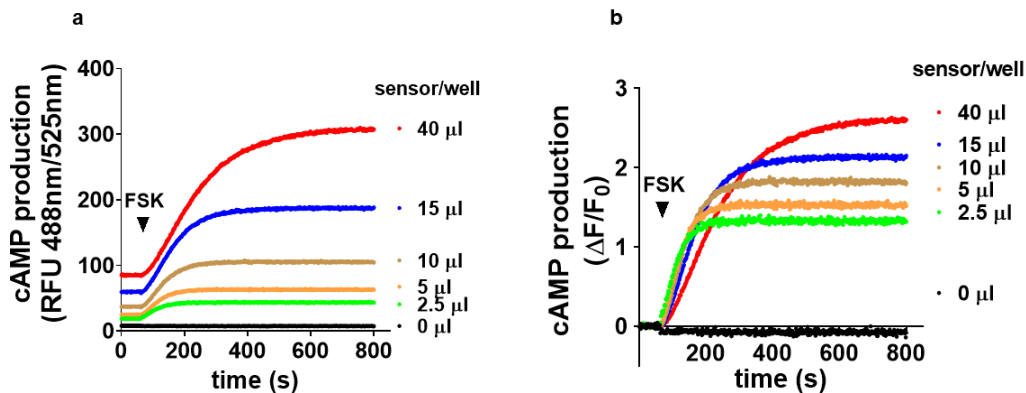 a
cAMP production
(RFU 488nm/525nm)
400
300
200
100
0
FSK
0 200 400 600 800
time (s)
sensor/well
40 µl
15 µl
10 µl
5 µl
2.5 µl
0 µl
b
cAMP production
(ΔF/F0)
3
2
1
0
FSK
200 400 600 800
time (s)
sensor/well
40 µl
15 µl
10 µl
5 µl
2.5 µl
0 µl